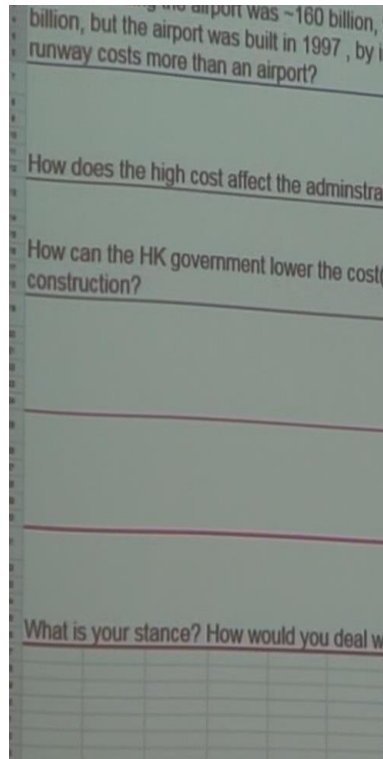 airport was ~160 billion,
billion, but the airport was built in 1997 , by
runway costs more than an airport?
How does the high cost affect the adminstra
How can the HK government lower the cost(
construction?
What is your stance? How would you deal w